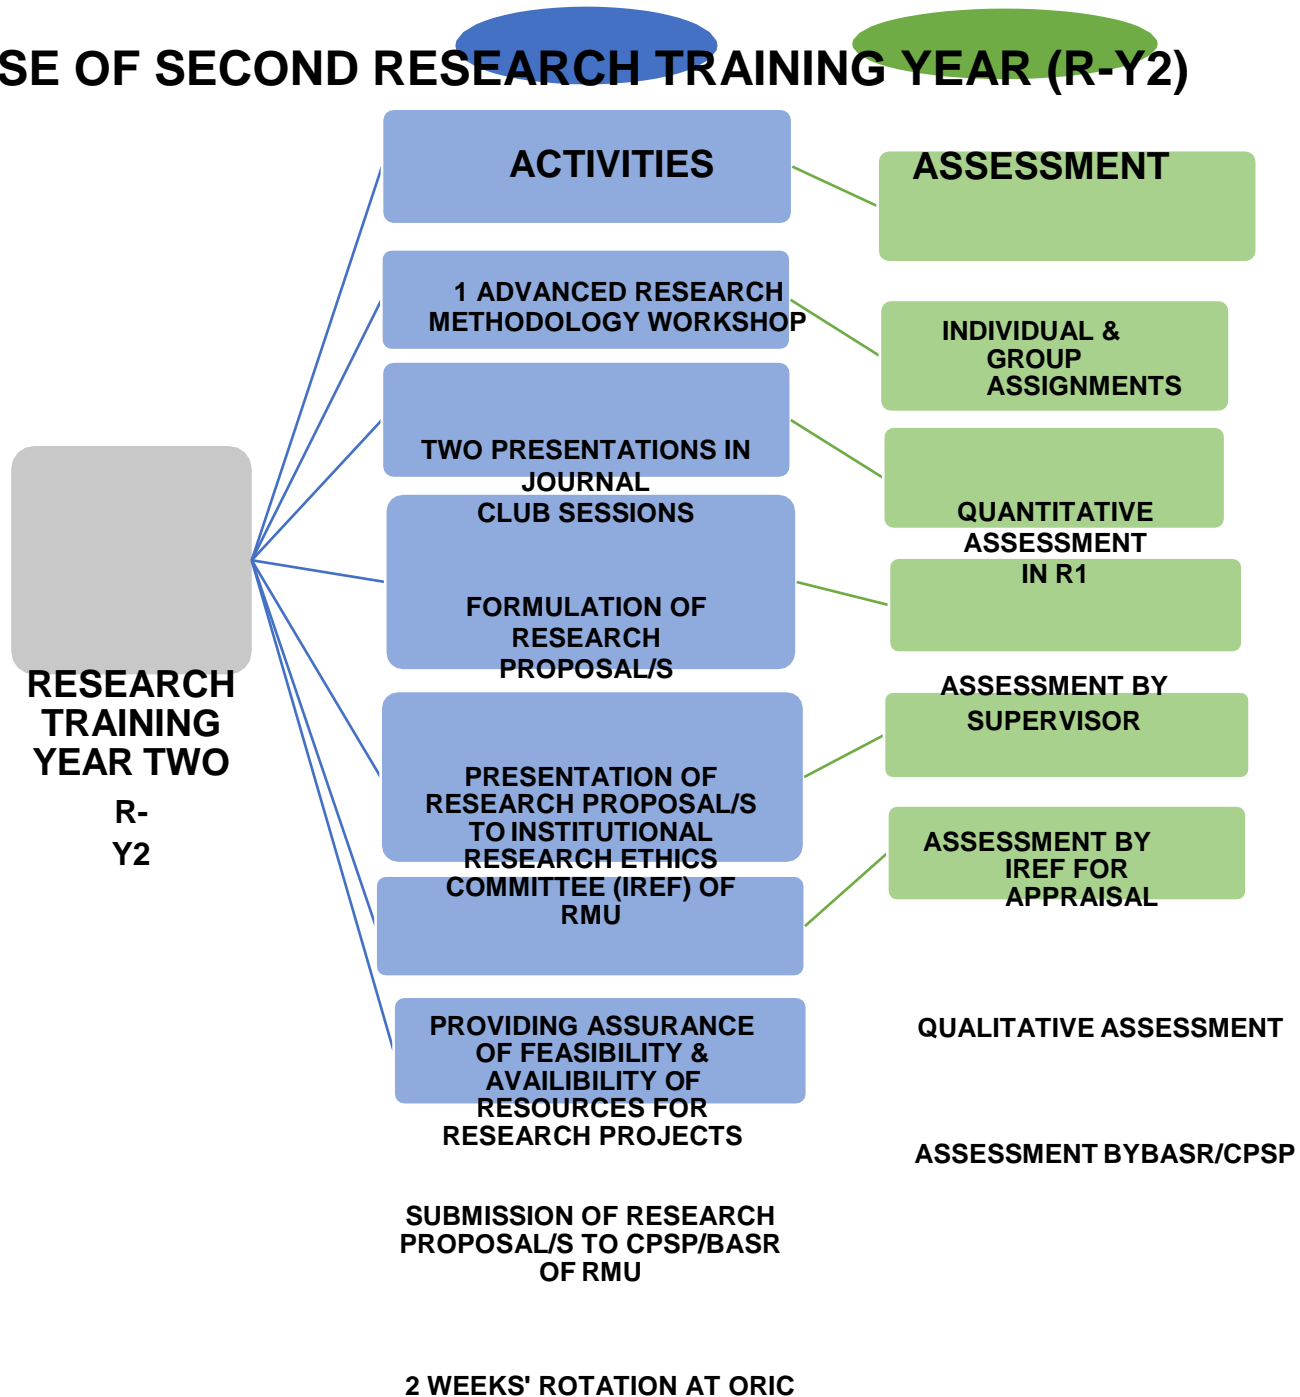 SE OF SECOND RESEARCH TRAINING YEAR (R-Y2)
ACTIVITIES
ASSESSMENT
1 ADVANCED RESEARCH
METHODOLOGY WORKSHOP
INDIVIDUAL &
GROUP
ASSIGNMENTS
TWO PRESENTATIONS IN
JOURNAL
CLUB SESSIONS
QUANTITATIVE
ASSESSMENT
IN R1
FORMULATION OF
RESEARCH
PROPOSAL/S
ASSESSMENT BY
SUPERVISOR
RESEARCH
TRAINING
YEAR TWO
R-
Y2
PRESENTATION OF
RESEARCH PROPOSAL/S
TO INSTITUTIONAL
RESEARCH ETHICS
COMMITTEE (IREF) OF
RMU
ASSESSMENT BY
IREF FOR
APPRAISAL
PROVIDING ASSURANCE
OF FEASIBILITY &
AVAILIBILITY OF
RESOURCES FOR
RESEARCH PROJECTS
QUALITATIVE ASSESSMENT
SUBMISSION OF RESEARCH
PROPOSAL/S TO CPSP/BASR
OF RMU
ASSESSMENT BYBASR/CPSP
2 WEEKS' ROTATION AT ORIC